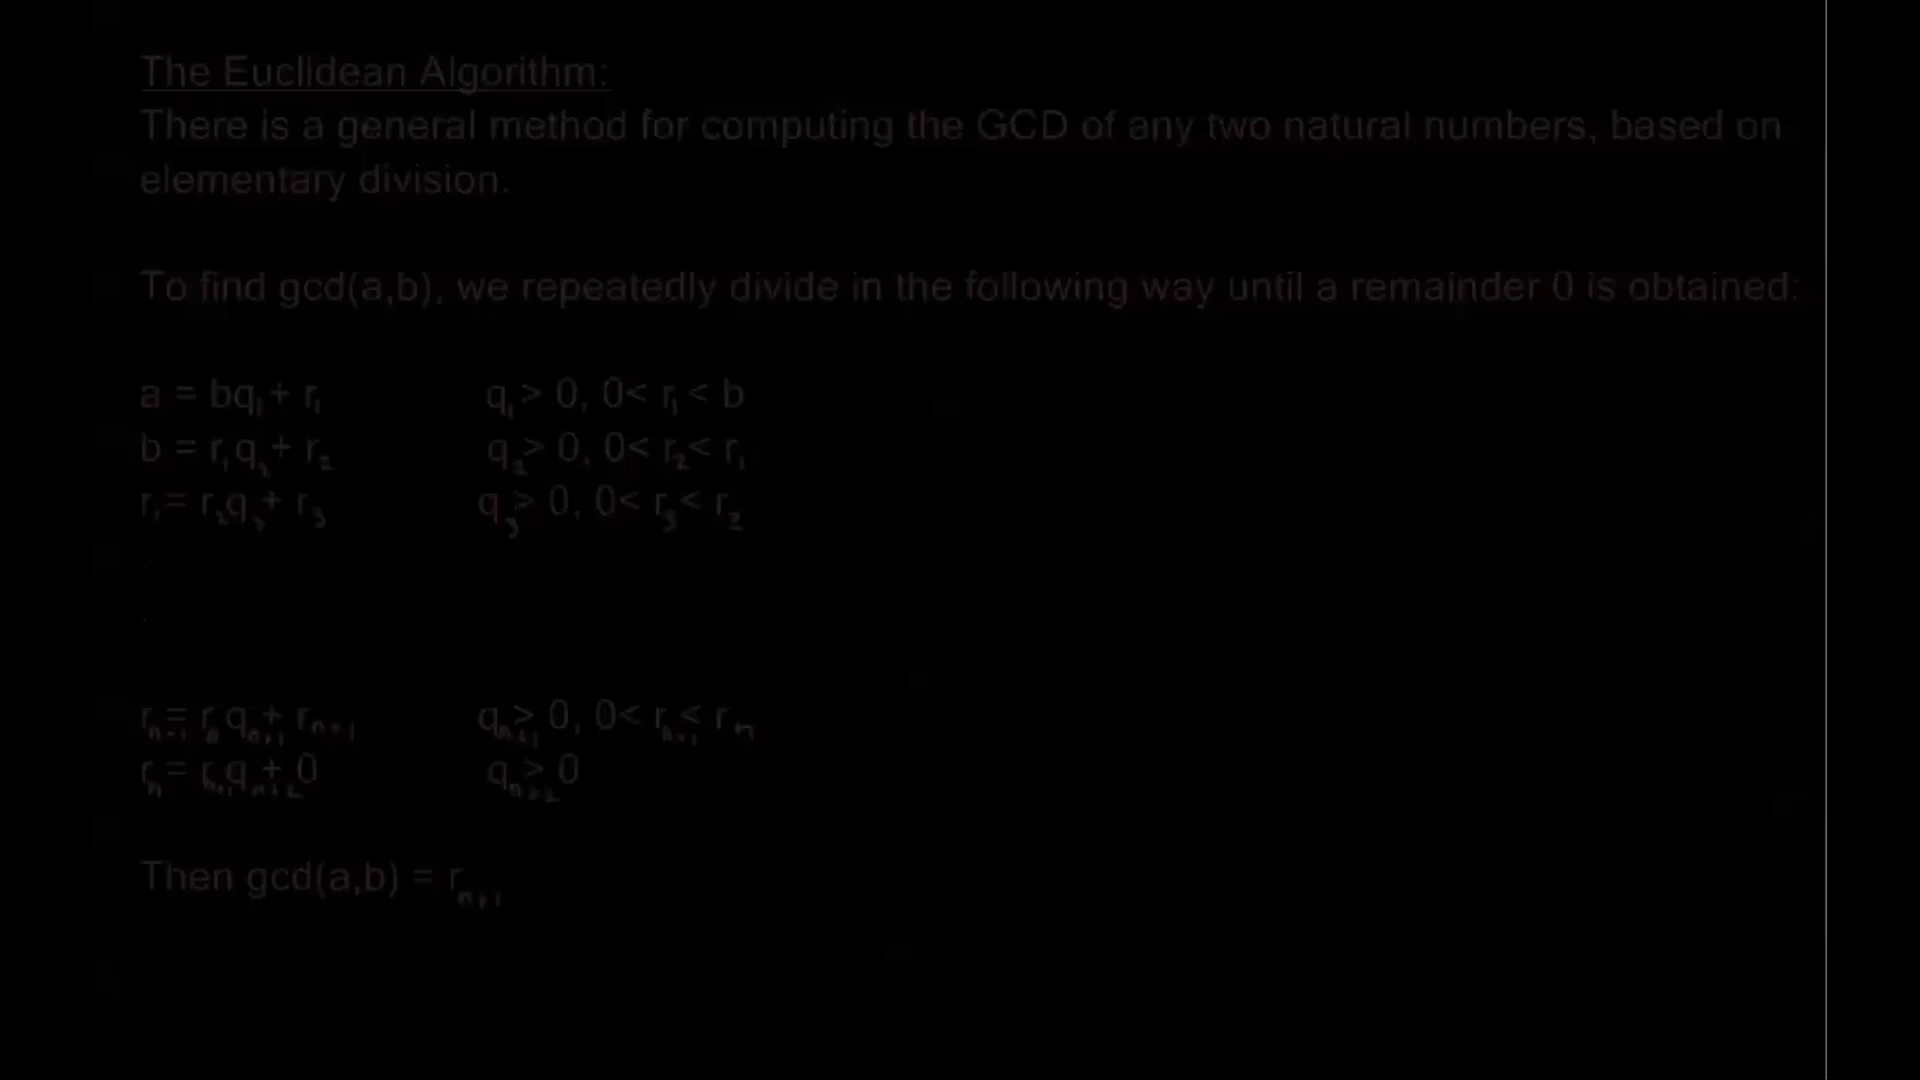 The Euclidean Algorithm:
There is a general method for computing the GCD of any two natural numbers, based on
elementary division.
To find gcd(a,b), we repeatedly divide in the following way until a remainder 0 is obtained:
a = bq₁ + r₁ q₁ > 0, 0 < r₁ < b
b = r₁q₂ + r₂ q₂ > 0, 0 < r₂ < r₁
r₁ = r₂q₃ + r₃ q₃ > 0, 0 < r₃ < r₂
.
.
rₙ₋₁ = rₙqₙ₊₁ + rₙ₊₁ qₙ₊₁ > 0, 0 < rₙ₊₁ < rₙ
rₙ = rₙ₊₁qₙ₊₂ + 0 qₙ₊₂ > 0
Then gcd(a,b) = rₙ₊₁